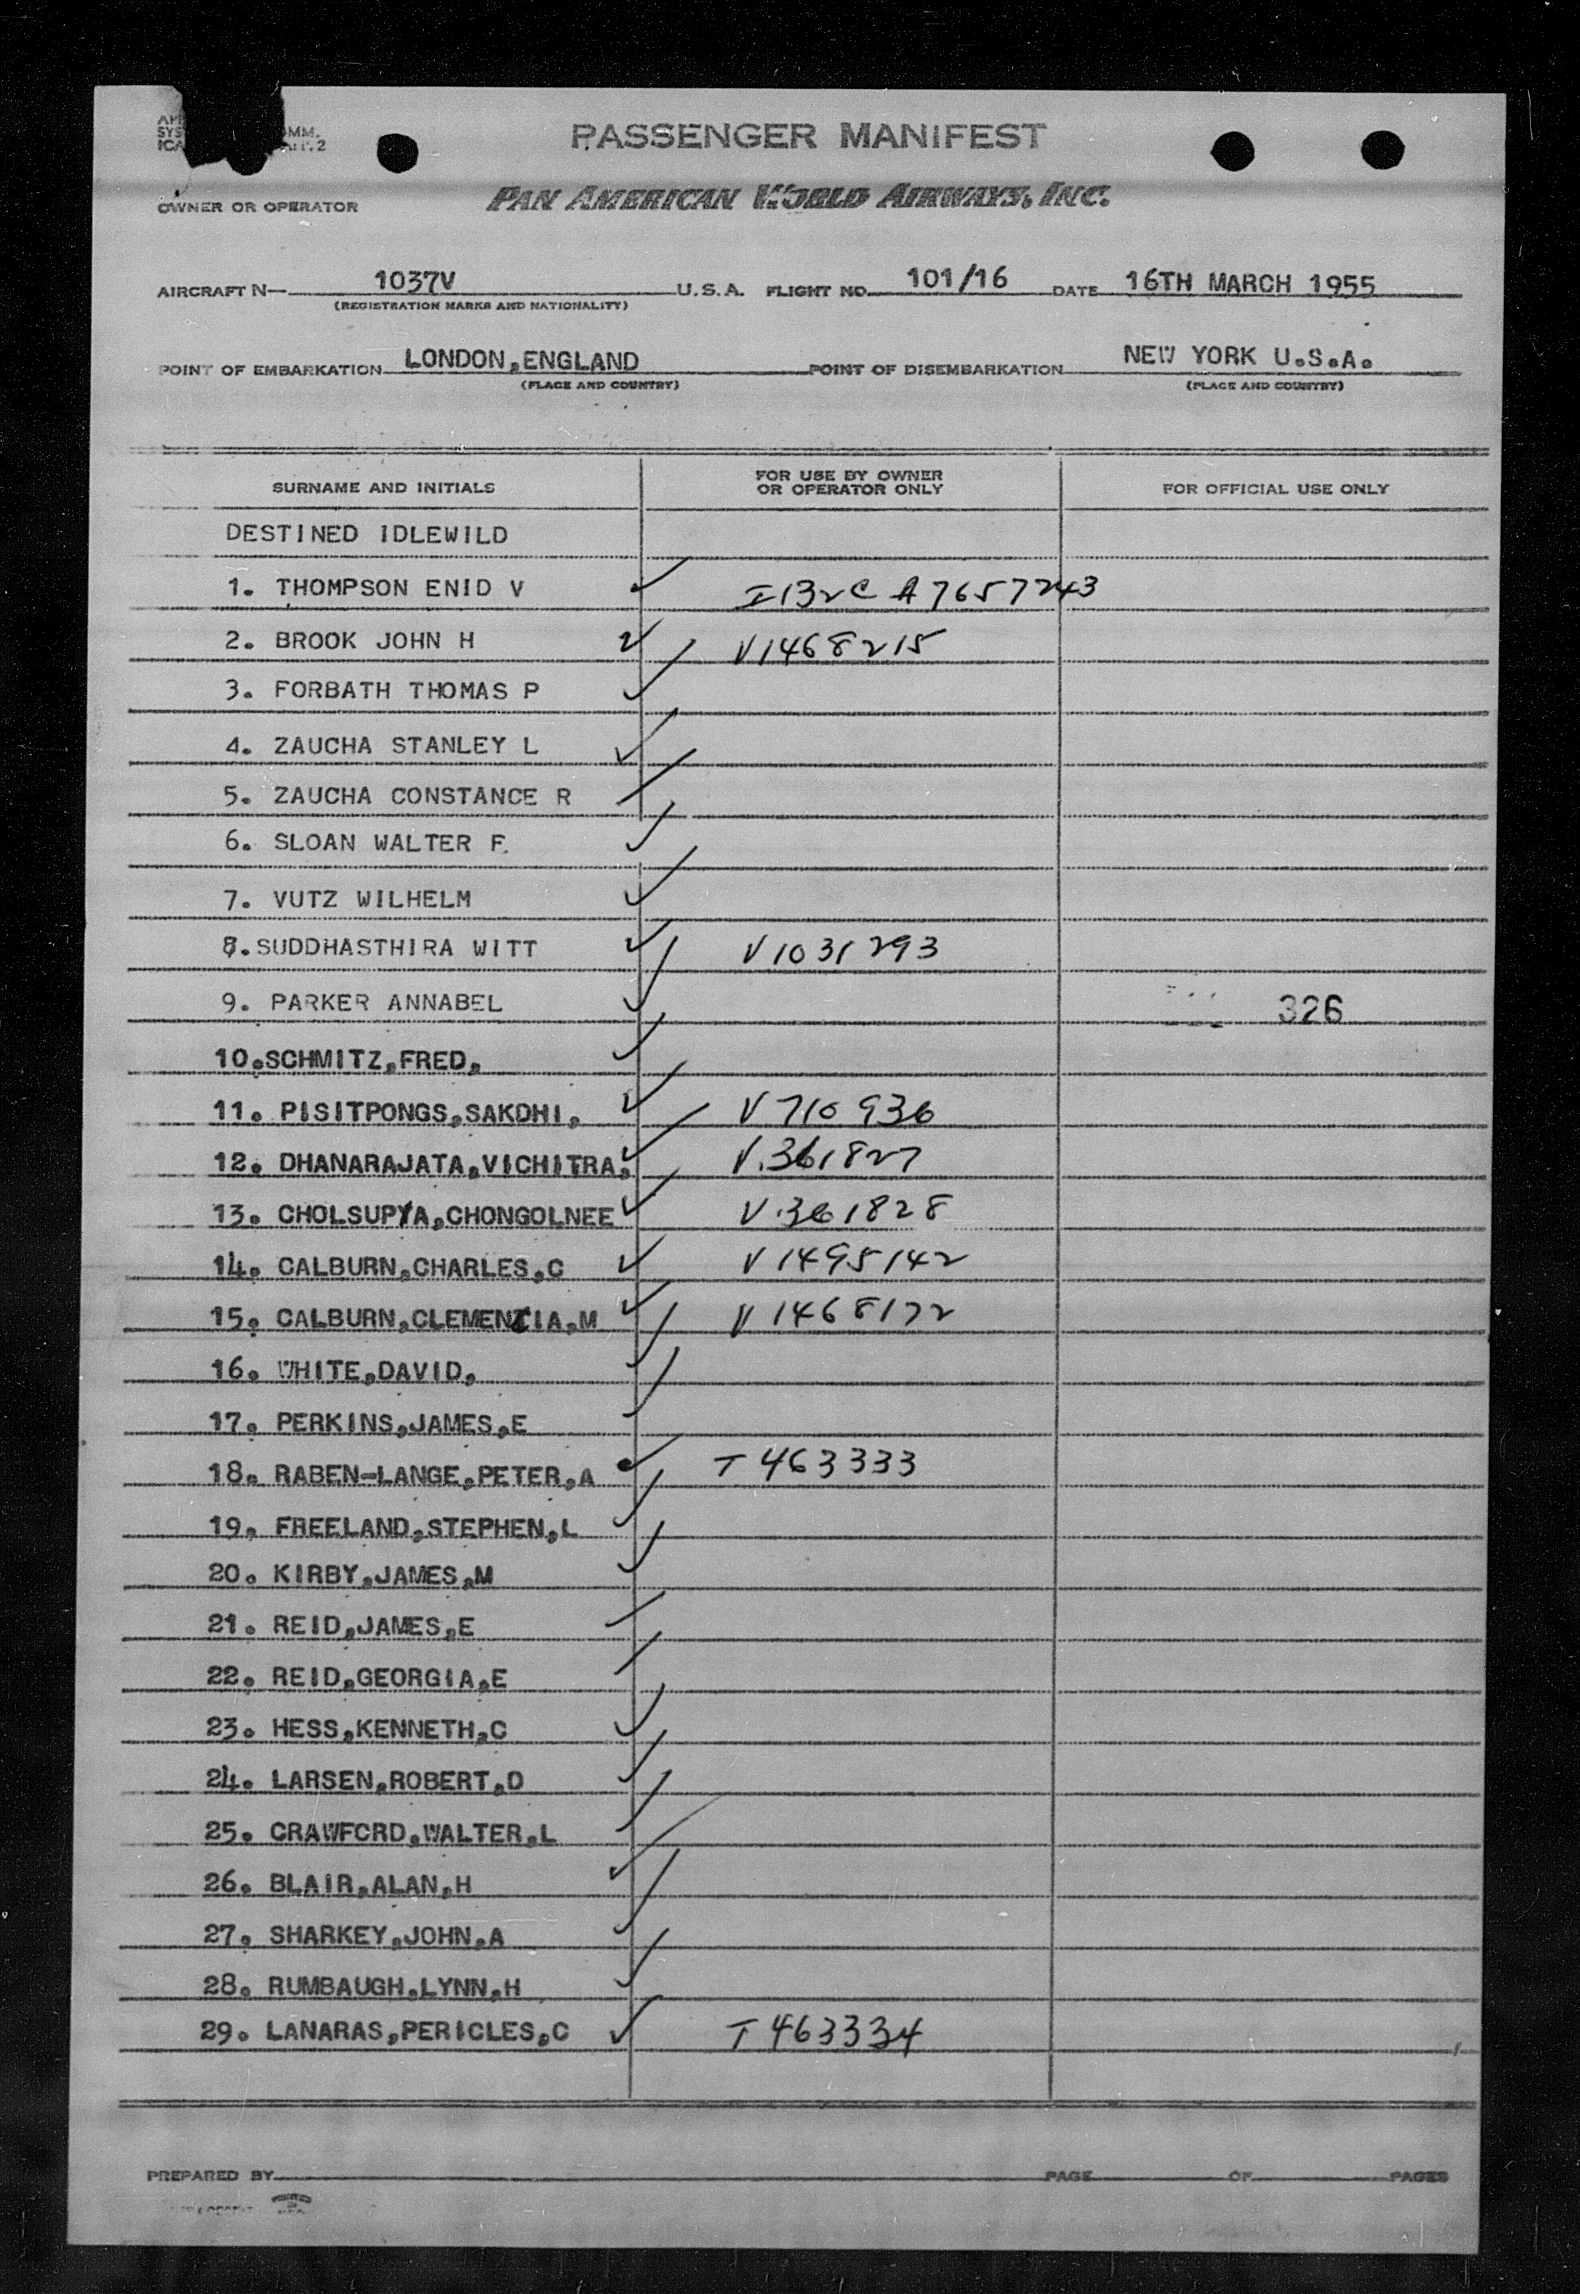 PASSENGER MANIFEST
OWNER OR OPERATOR PAN AMERICAN WORLD AIRWAYS, INC.
AIRCRAFT N— 1037V U.S.A. FLIGHT NO. 101/16 DATE 16TH MARCH 1955
(REGISTRATION MARKS AND NATIONALITY)
POINT OF EMBARKATION LONDON,ENGLAND POINT OF DISEMBARKATION NEW YORK U.S.A.
(PLACE AND COUNTRY) (PLACE AND COUNTRY)
SURNAME AND INITIALS FOR USE BY OWNER OR OPERATOR ONLY FOR OFFICIAL USE ONLY
DESTINED IDLEWILD
1. THOMPSON ENID V I132C A7657243
2. BROOK JOHN H V1468215
3. FORBATH THOMAS P
4. ZAUCHA STANLEY L
5. ZAUCHA CONSTANCE R
6. SLOAN WALTER F.
7. VUTZ WILHELM
8.SUDDHASTHIRA WITT V1031293
9. PARKER ANNABEL 326
10.SCHMITZ,FRED,
11. PISITPONGS,SAKDHI, V710936
12. DHANARAJATA,VICHITRA, V.361827
13. CHOLSUPYA,CHONGOLNEE V.361828
14. CALBURN,CHARLES,C V1495142
15. CALBURN,CLEMENCIA,M V1468172
16. WHITE,DAVID,
17. PERKINS,JAMES,E
18. RABEN-LANGE,PETER,A T463333
19. FREELAND,STEPHEN,L
20. KIRBY,JAMES,M
21. REID,JAMES,E
22. REID,GEORGIA,E
23. HESS,KENNETH,C
24. LARSEN,ROBERT,D
25. CRAWFORD,WALTER,L
26. BLAIR,ALAN,H
27. SHARKEY,JOHN,A
28. RUMBAUGH,LYNN,H
29. LANARAS,PERICLES,C T463334
PREPARED BY PAGE OF PAGES